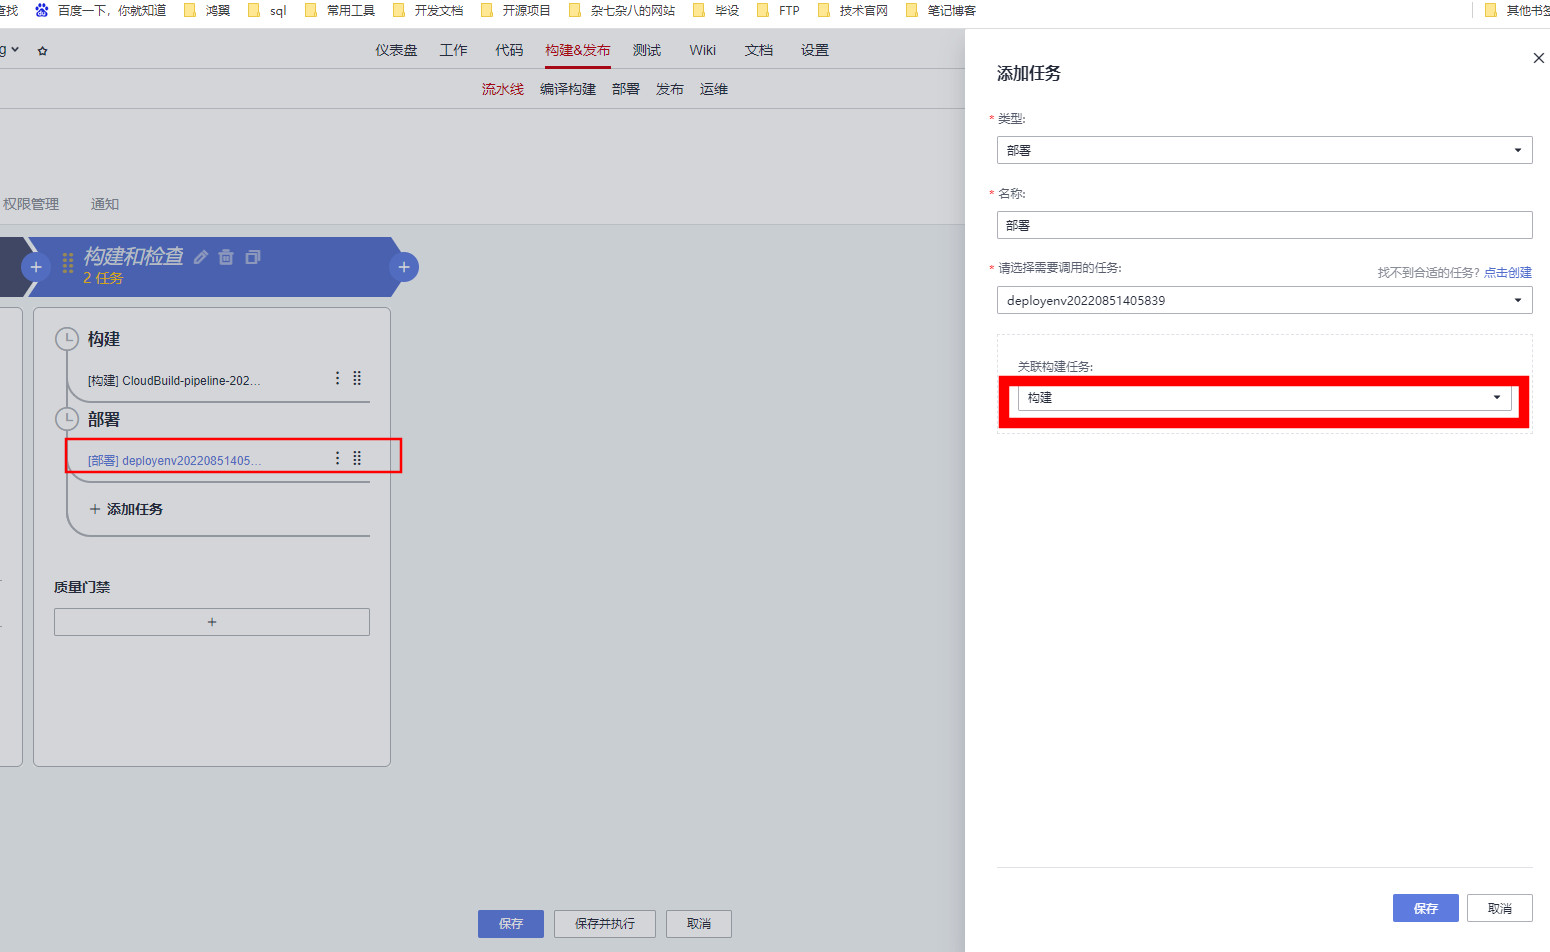 查找 百度一下，你就知道 鸿翼 sql 常用工具 开发文档 开源项目 杂七杂八的网站 毕设 FTP 技术官网 笔记博客 其他书签
g 仪表盘 工作 代码 构建&发布 测试 Wiki 文档 设置
流水线 编译构建 部署 发布 运维
权限管理 通知
构建和检查
2 任务
构建
[构建] CloudBuild-pipeline-202...
部署
[部署] deployenv20220851405...
+ 添加任务
质量门禁
+
保存 保存并执行 取消
添加任务
* 类型:
部署
* 名称:
部署
* 请选择需要调用的任务:
找不到合适的任务? 点击创建
deployenv20220851405839
关联构建任务:
构建
保存 取消